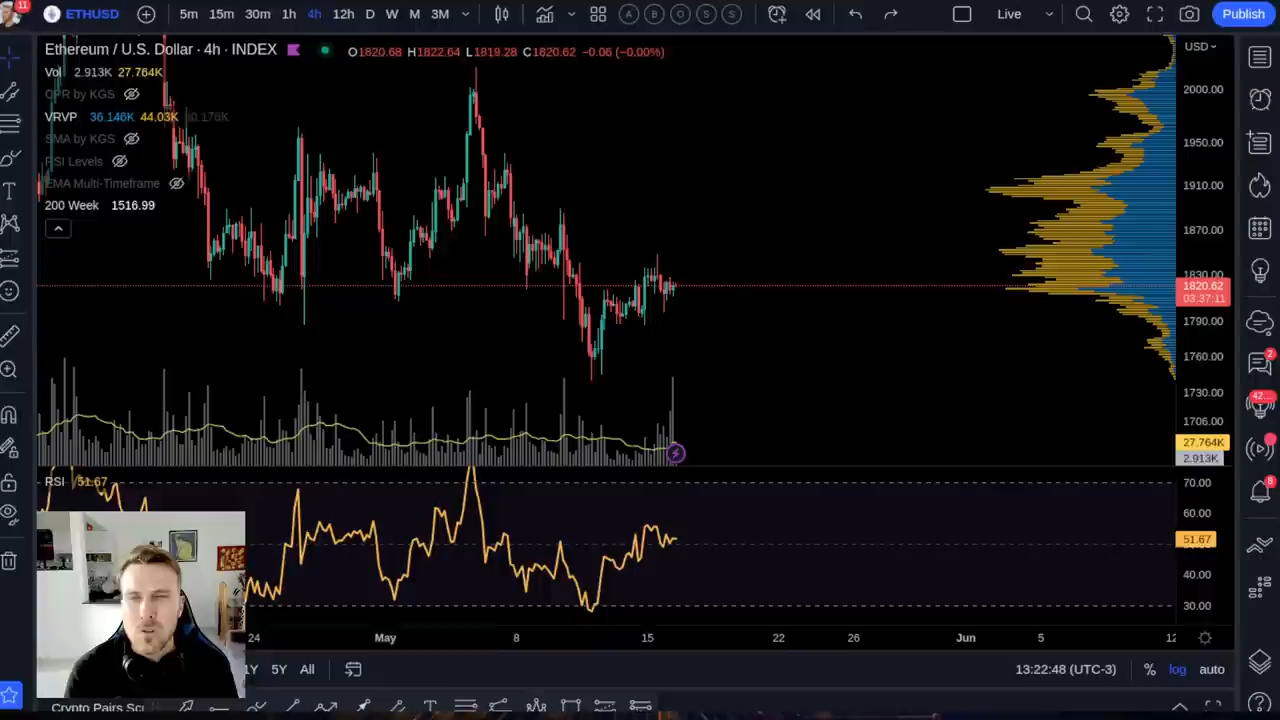 11 ETHUSD 5m 15m 30m 1h 4h 12h D W M 3M A B O S S Live Publish
Ethereum / U.S. Dollar · 4h · INDEX O1820.68 H1822.64 L1819.28 C1820.62 −0.06 (−0.00%) USD
Vol 2.913K 27.764K
CPR by KGS
VRVP 36.146K 44.03K 80.176K
SMA by KGS
RSI Levels
EMA Multi-Timeframe
200 Week 1516.99
2000.00
1950.00
1910.00
1870.00
1830.00
1820.62
03:37:11
1790.00
1760.00
1730.00
1706.00
27.764K
2.913K
2
42...
8
RSI 51.67
70.00
60.00
51.67
40.00
30.00
24 May 8 15 22 26 Jun 5 12
1Y 5Y All 13:22:48 (UTC-3) % log auto
Crypto Pairs Scr